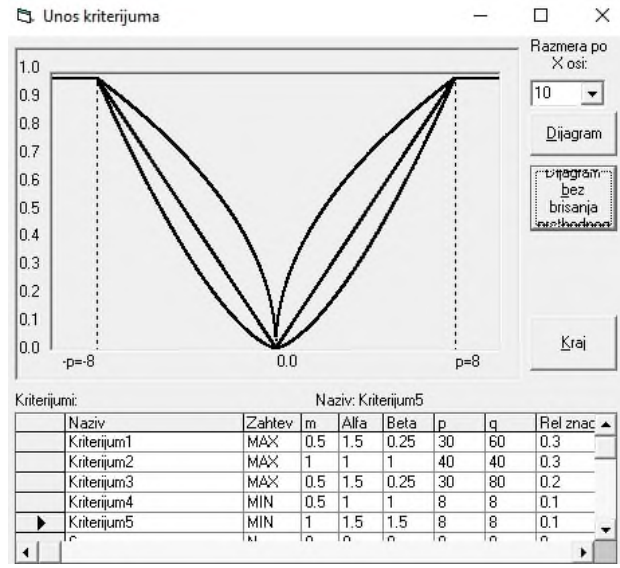 Unos kriterijuma
Razmera po
X osi:
10
Dijagram
Dijagram
bez
brisanja
prethodnog
Kraj
1.0
0.9
0.8
0.7
0.6
0.5
0.4
0.3
0.2
0.1
0.0
-p=-8 0.0 p=8
Kriterijumi: Naziv: Kriterijum5
Naziv Zahtev m Alfa Beta p q Rel znac
Kriterijum1 MAX 0.5 1.5 0.25 30 60 0.3
Kriterijum2 MAX 1 1 1 40 40 0.3
Kriterijum3 MAX 0.5 1.5 0.25 30 80 0.2
Kriterijum4 MIN 0.5 1 1 8 8 0.1
Kriterijum5 MIN 1 1.5 1.5 8 8 0.1